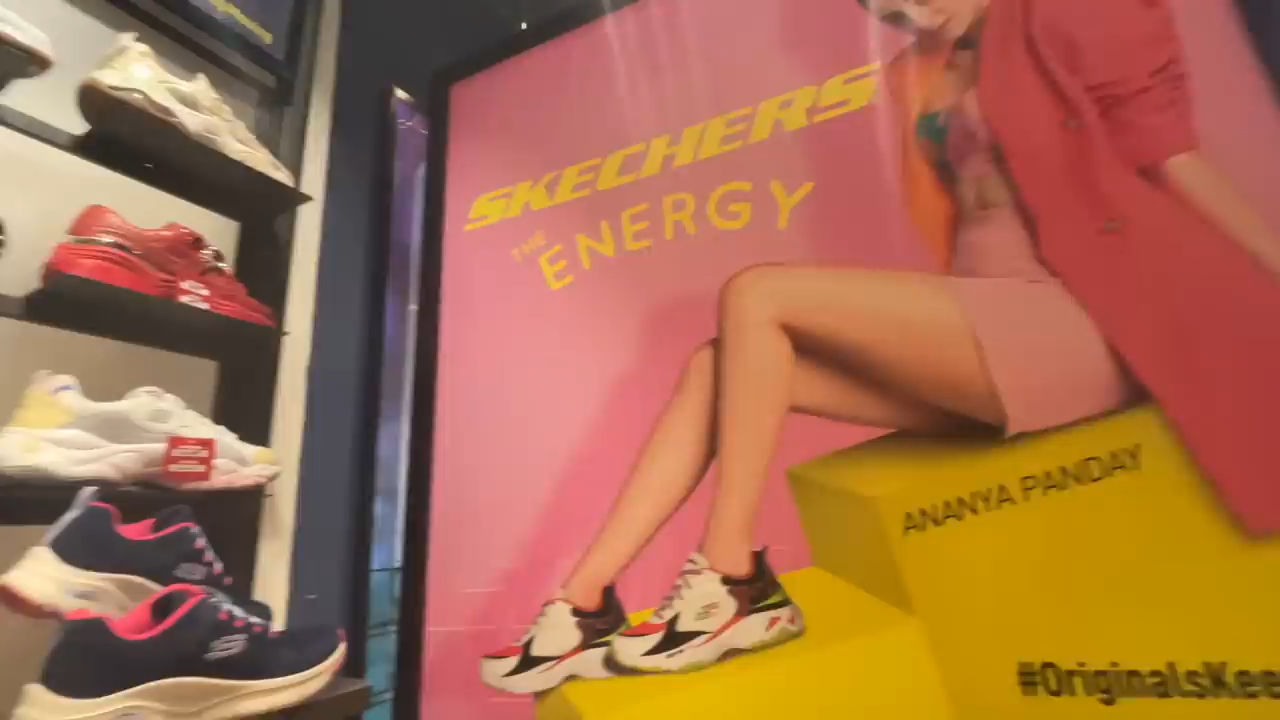 SKECHERS
THE
ENERGY
ANANYA PANDAY
#OriginalsKee